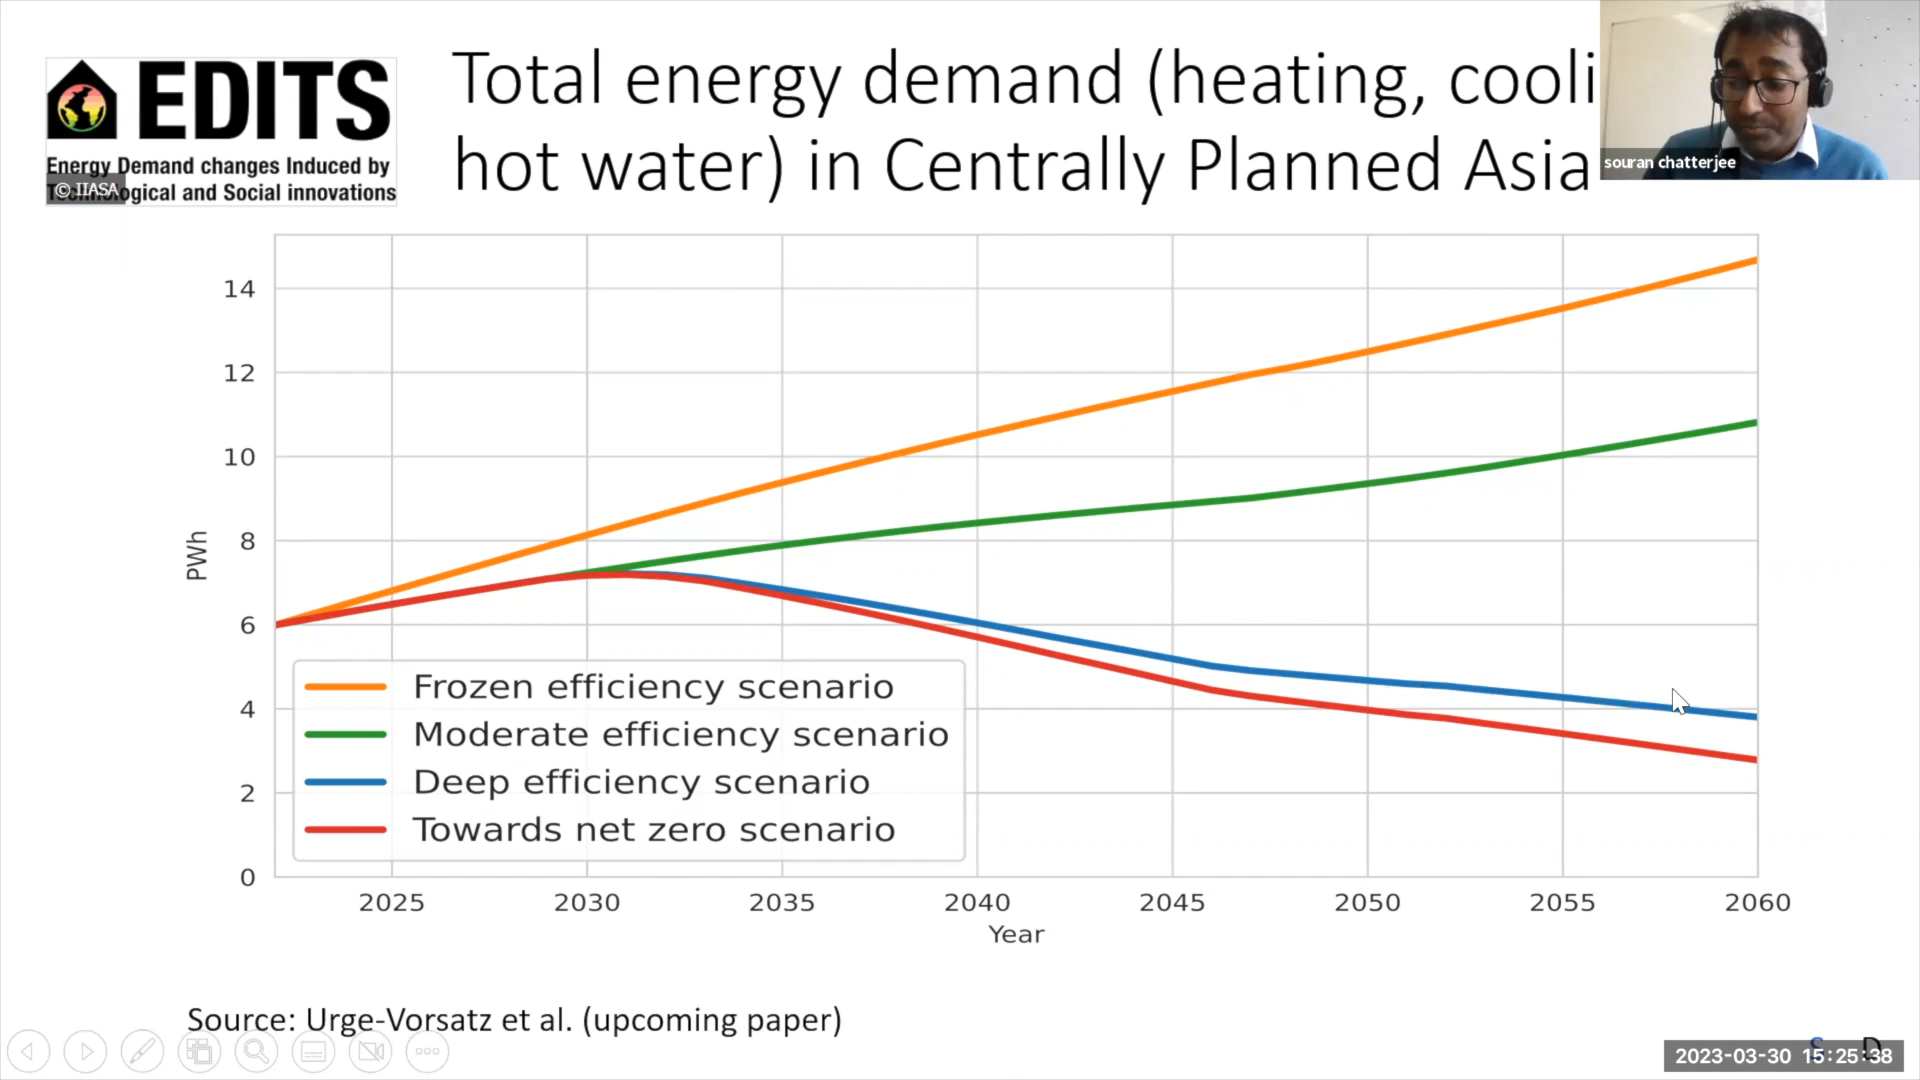 EDITS
Energy Demand changes Induced by
Technological and Social innovations
© IIASA
Total energy demand (heating, cooli
hot water) in Centrally Planned Asia
souran chatterjee
14
12
10
8
6
4
2
0
PWh
Frozen efficiency scenario
Moderate efficiency scenario
Deep efficiency scenario
Towards net zero scenario
2025 2030 2035 2040 2045 2050 2055 2060
Year
Source: Urge-Vorsatz et al. (upcoming paper)
S D
2023-03-30 15:25:38